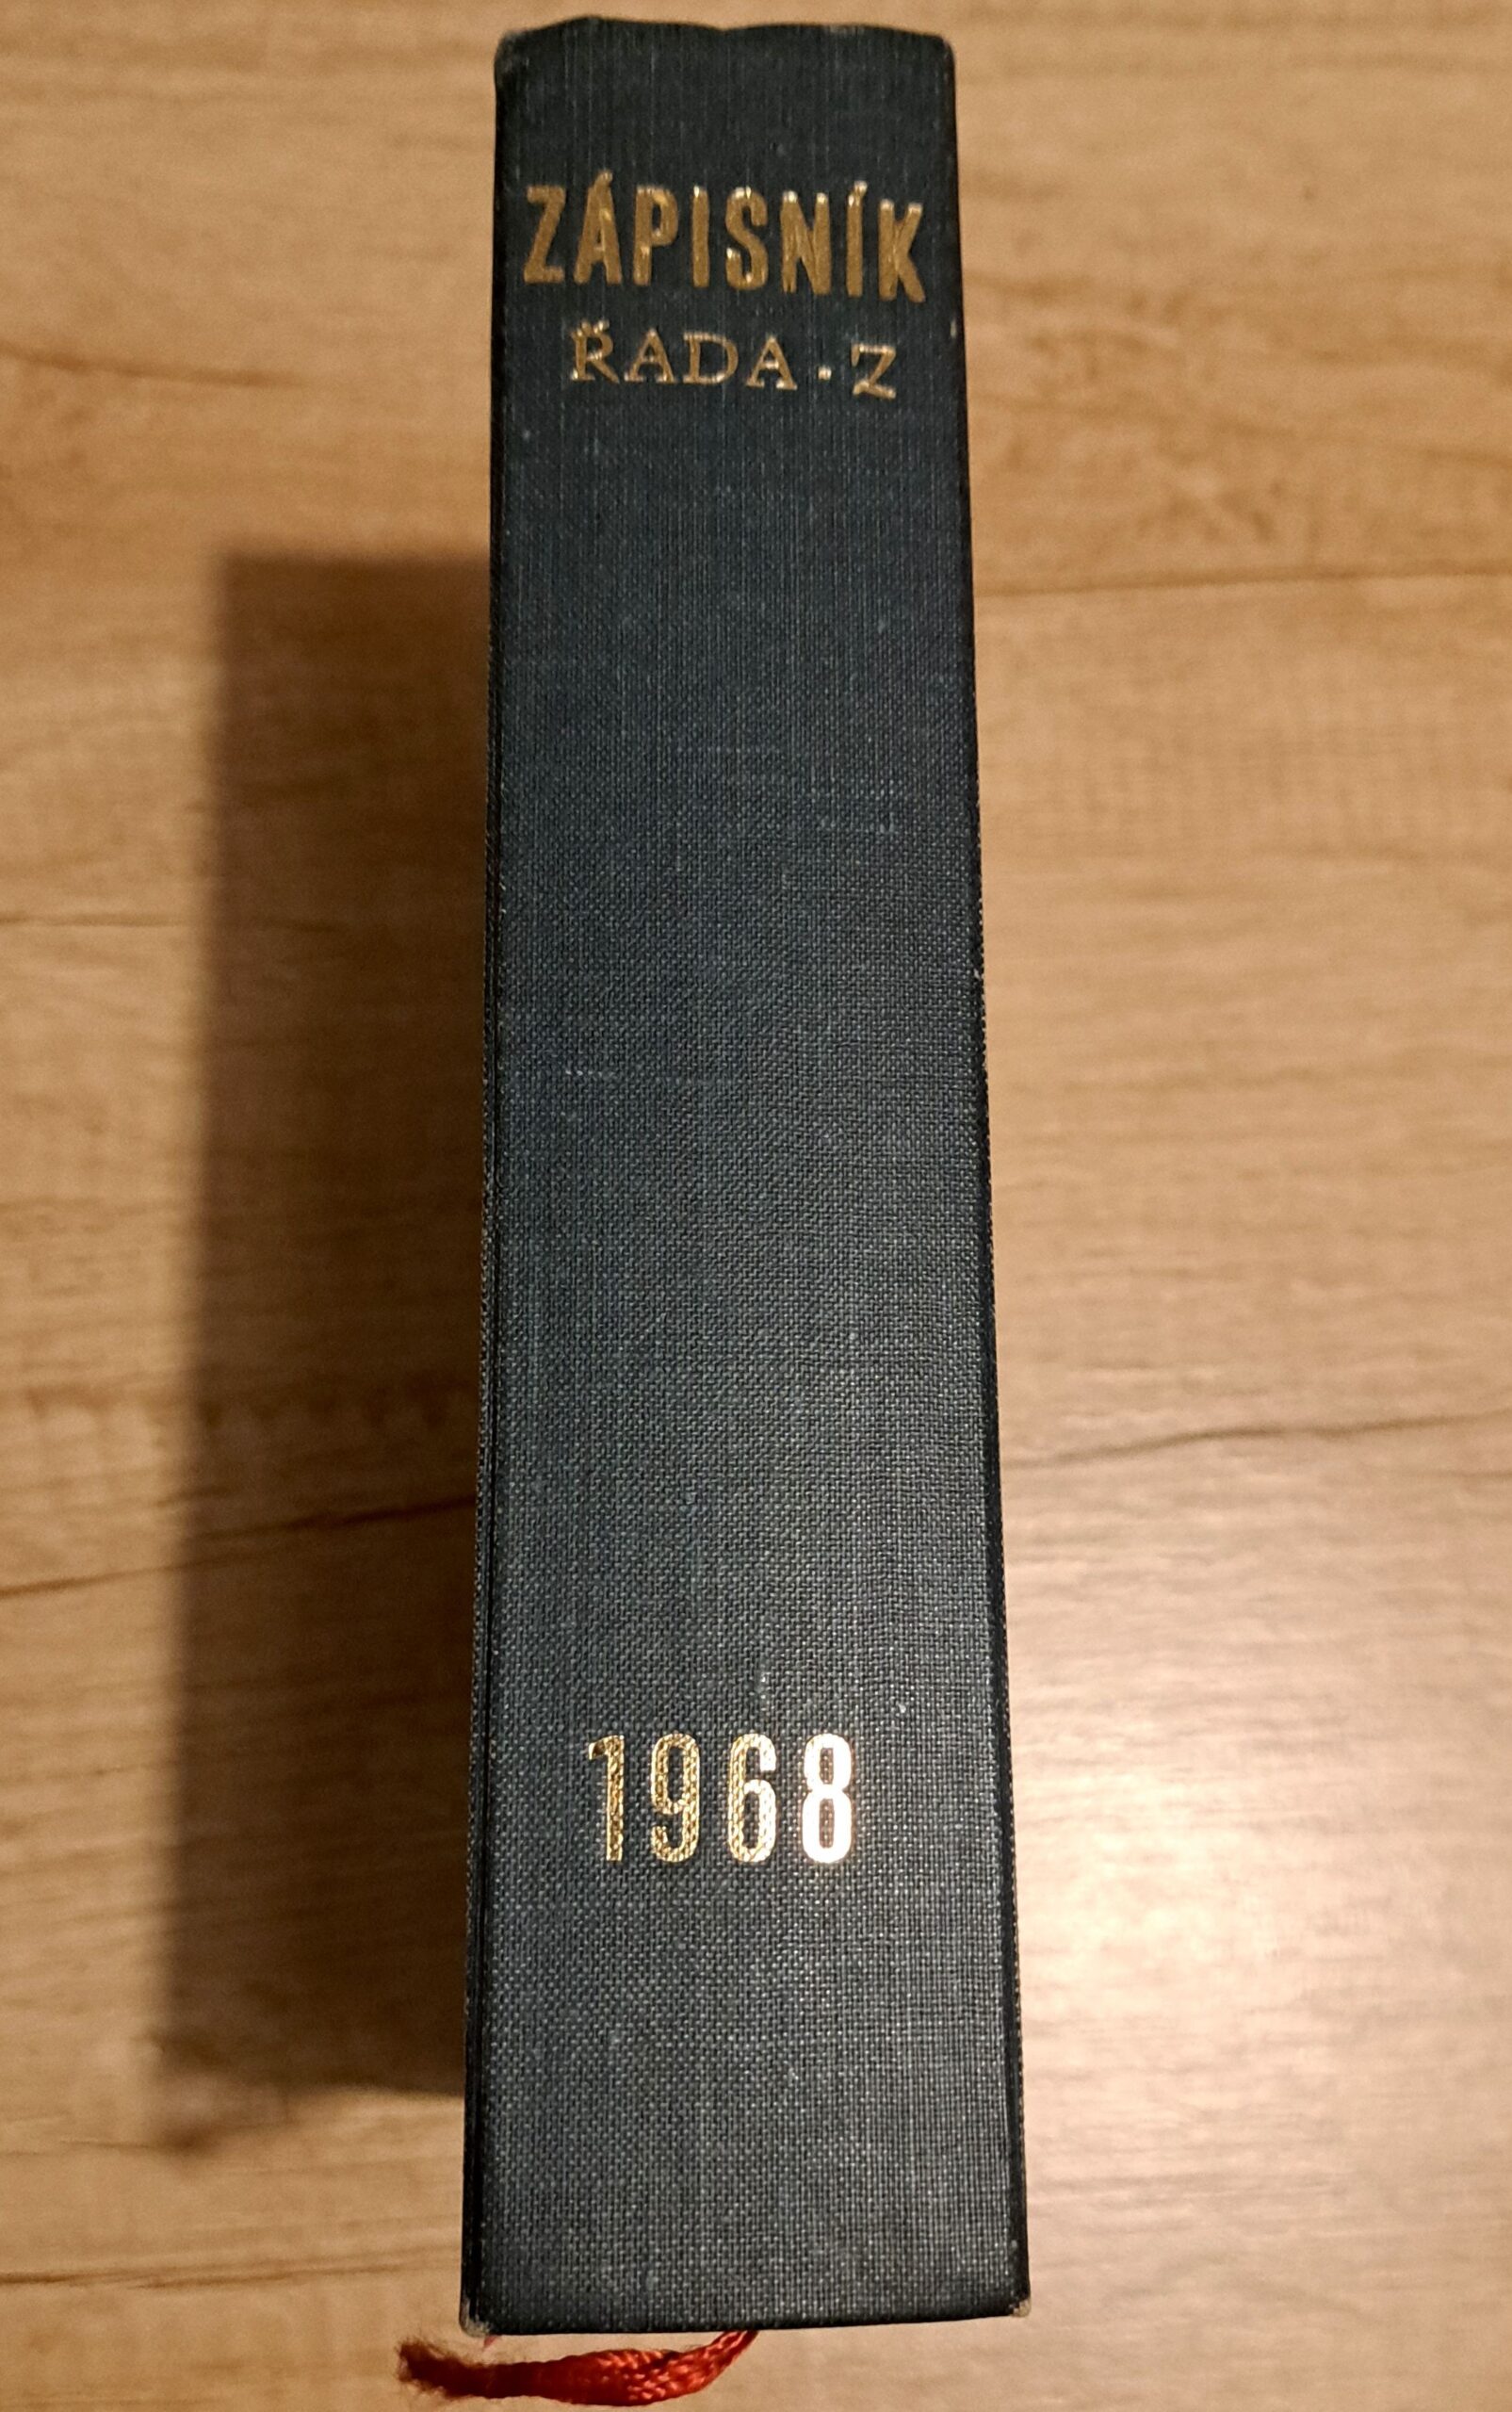 ZÁPISNÍK
ŘADA · Z
1968